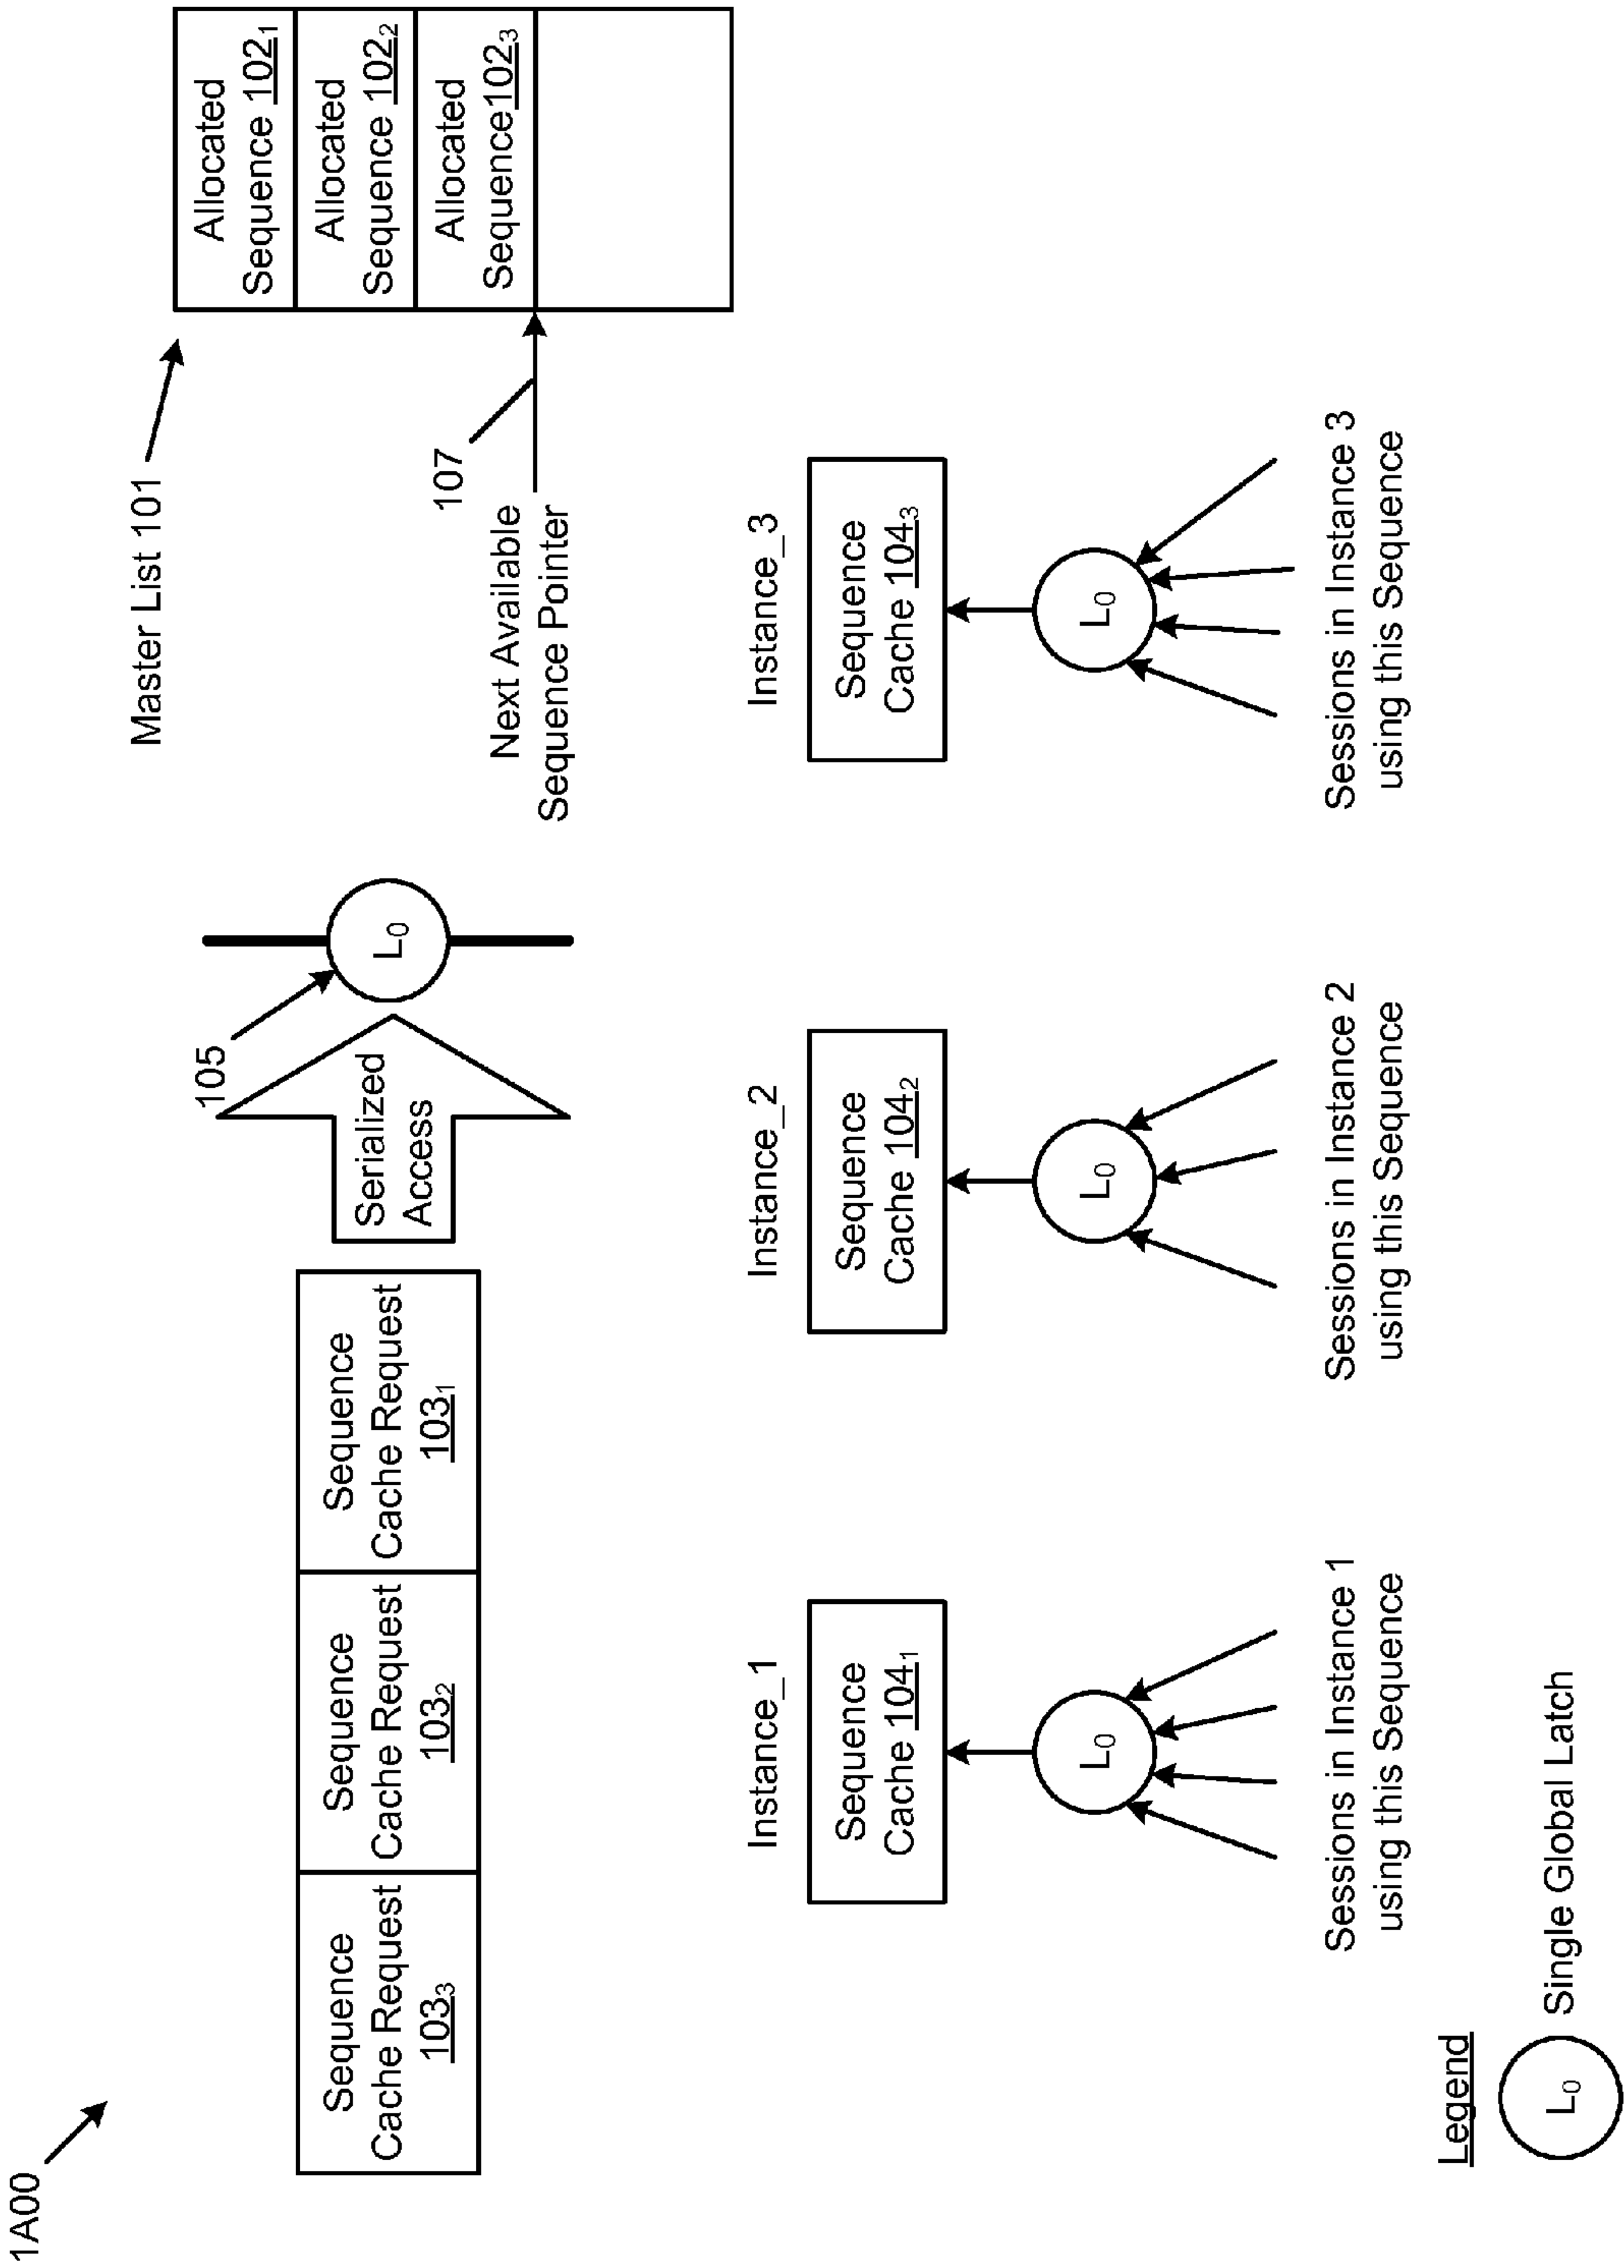 1A00
Sequence
Cache Request
103₃
Sequence
Cache Request
103₂
Sequence
Cache Request
103₁
Serialized
Access
105
L₀
Master List 101
Allocated
Sequence 102₁
Allocated
Sequence 102₂
Allocated
Sequence102₃
107
Next Available
Sequence Pointer
Instance_1
Sequence
Cache 104₁
L₀
Sessions in Instance 1
using this Sequence
Instance_2
Sequence
Cache 104₂
L₀
Sessions in Instance 2
using this Sequence
Instance_3
Sequence
Cache 104₃
L₀
Sessions in Instance 3
using this Sequence
Legend
L₀
Single Global Latch